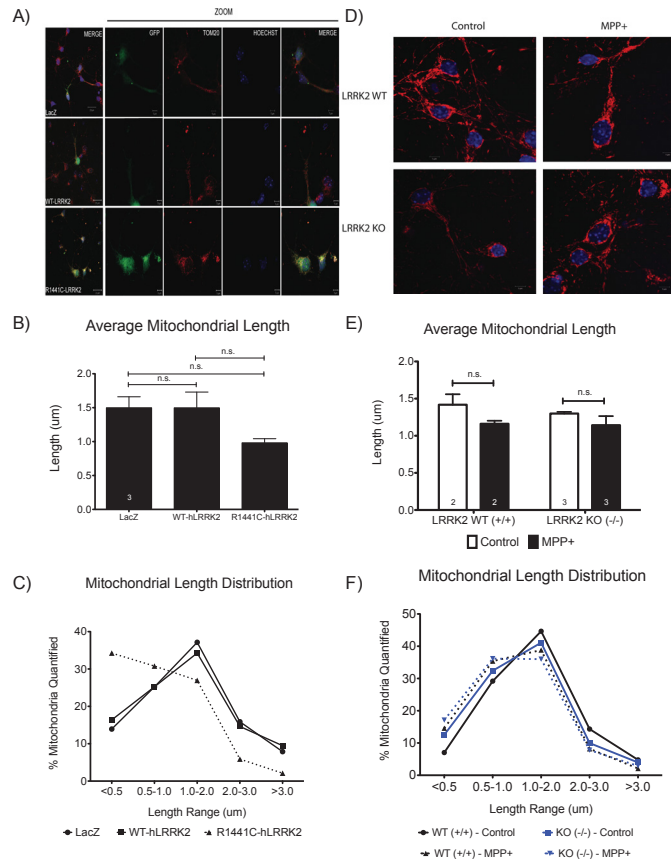 A)
ZOOM
MERGE GFP TOM20 HOECHST MERGE
LacZ
WT-LRRK2
R1441C-LRRK2
B)
Average Mitochondrial Length
n.s.
n.s.
n.s.
2.0
1.5
1.0
0.5
0.0
Length (um)
3
LacZ WT-hLRRK2 R1441C-hLRRK2
C)
Mitochondrial Length Distribution
40
30
20
10
0
% Mitochondria Quantified
<0.5 0.5-1.0 1.0-2.0 2.0-3.0 >3.0
Length Range (um)
LacZ WT-hLRRK2 R1441C-hLRRK2
D)
Control MPP+
LRRK2 WT
LRRK2 KO
E)
Average Mitochondrial Length
n.s. n.s.
2.0
1.5
1.0
0.5
0.0
Length (um)
2 2 3 3
LRRK2 WT (+/+) LRRK2 KO (-/-)
Control MPP+
F)
Mitochondrial Length Distribution
50
40
30
20
10
0
% Mitochondria Quantified
<0.5 0.5-1.0 1.0-2.0 2.0-3.0 >3.0
Length Range (um)
WT (+/+) - Control KO (-/-) - Control
WT (+/+) - MPP+ KO (-/-) - MPP+